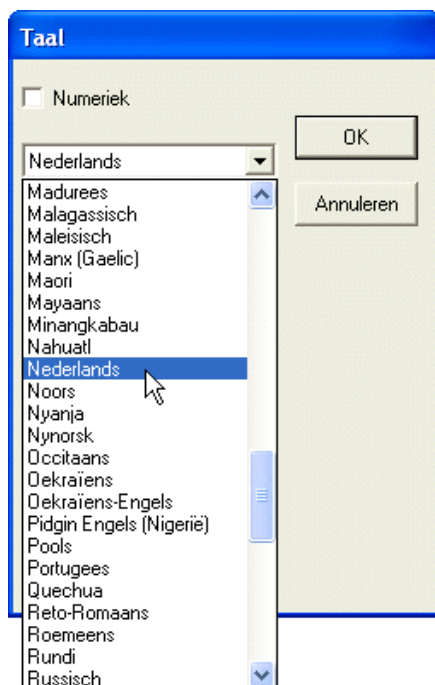 Taal
Numeriek
OK
Nederlands
Annuleren
Madurees
Malagassisch
Maleisisch
Manx (Gaelic)
Maori
Mayaans
Minangkabau
Nahuatl
Nederlands
Noors
Nyanja
Nynorsk
Occitaans
Oekraïens
Oekraïens-Engels
Pidgin Engels (Nigerië)
Pools
Portugees
Quechua
Reto-Romaans
Roemeens
Rundi
Russisch